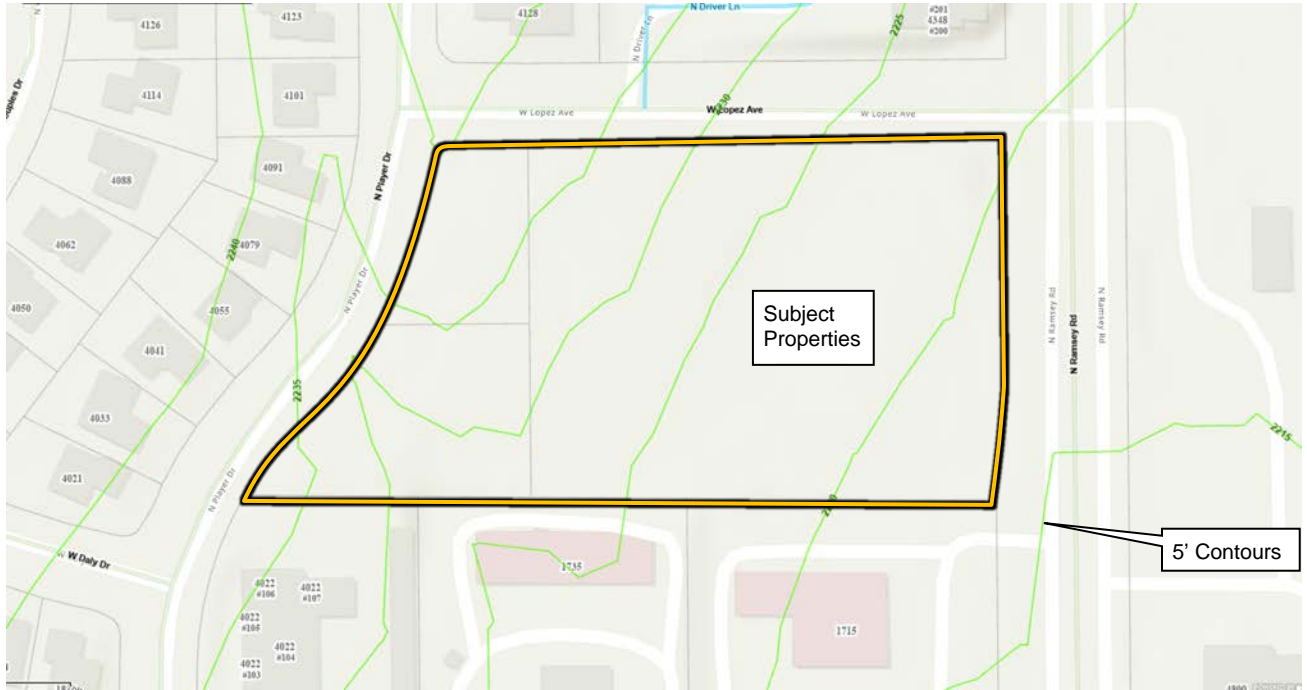 4126
4123
4128
N Driver Ln
#201
4348
#200
2225
N Driver Ln
4114
4101
2230
W Lopez Ave
W Lopez Ave
W Lopez Ave
4088
4091
N Player Dr
4062
2240
4079
N Player Dr
4050
4055
Subject
Properties
N Ramsey Rd
N Ramsey Rd
N Ramsey Rd
4041
2235
4033
4021
2215
N Player Dr
2220
5' Contours
W Daly Dr
1735
4022
#106
4022
#107
4022
#105
4022
#104
4022
#103
1715